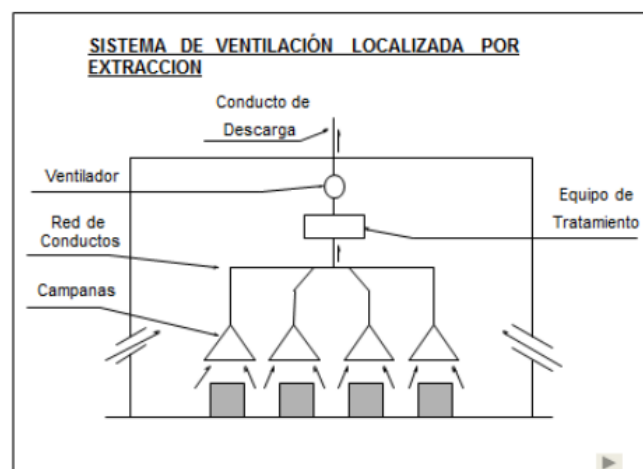 SISTEMA DE VENTILACIÓN LOCALIZADA POR
EXTRACCION
Conducto de
Descarga
Ventilador
Equipo de
Tratamiento
Red de
Conductos
Campanas